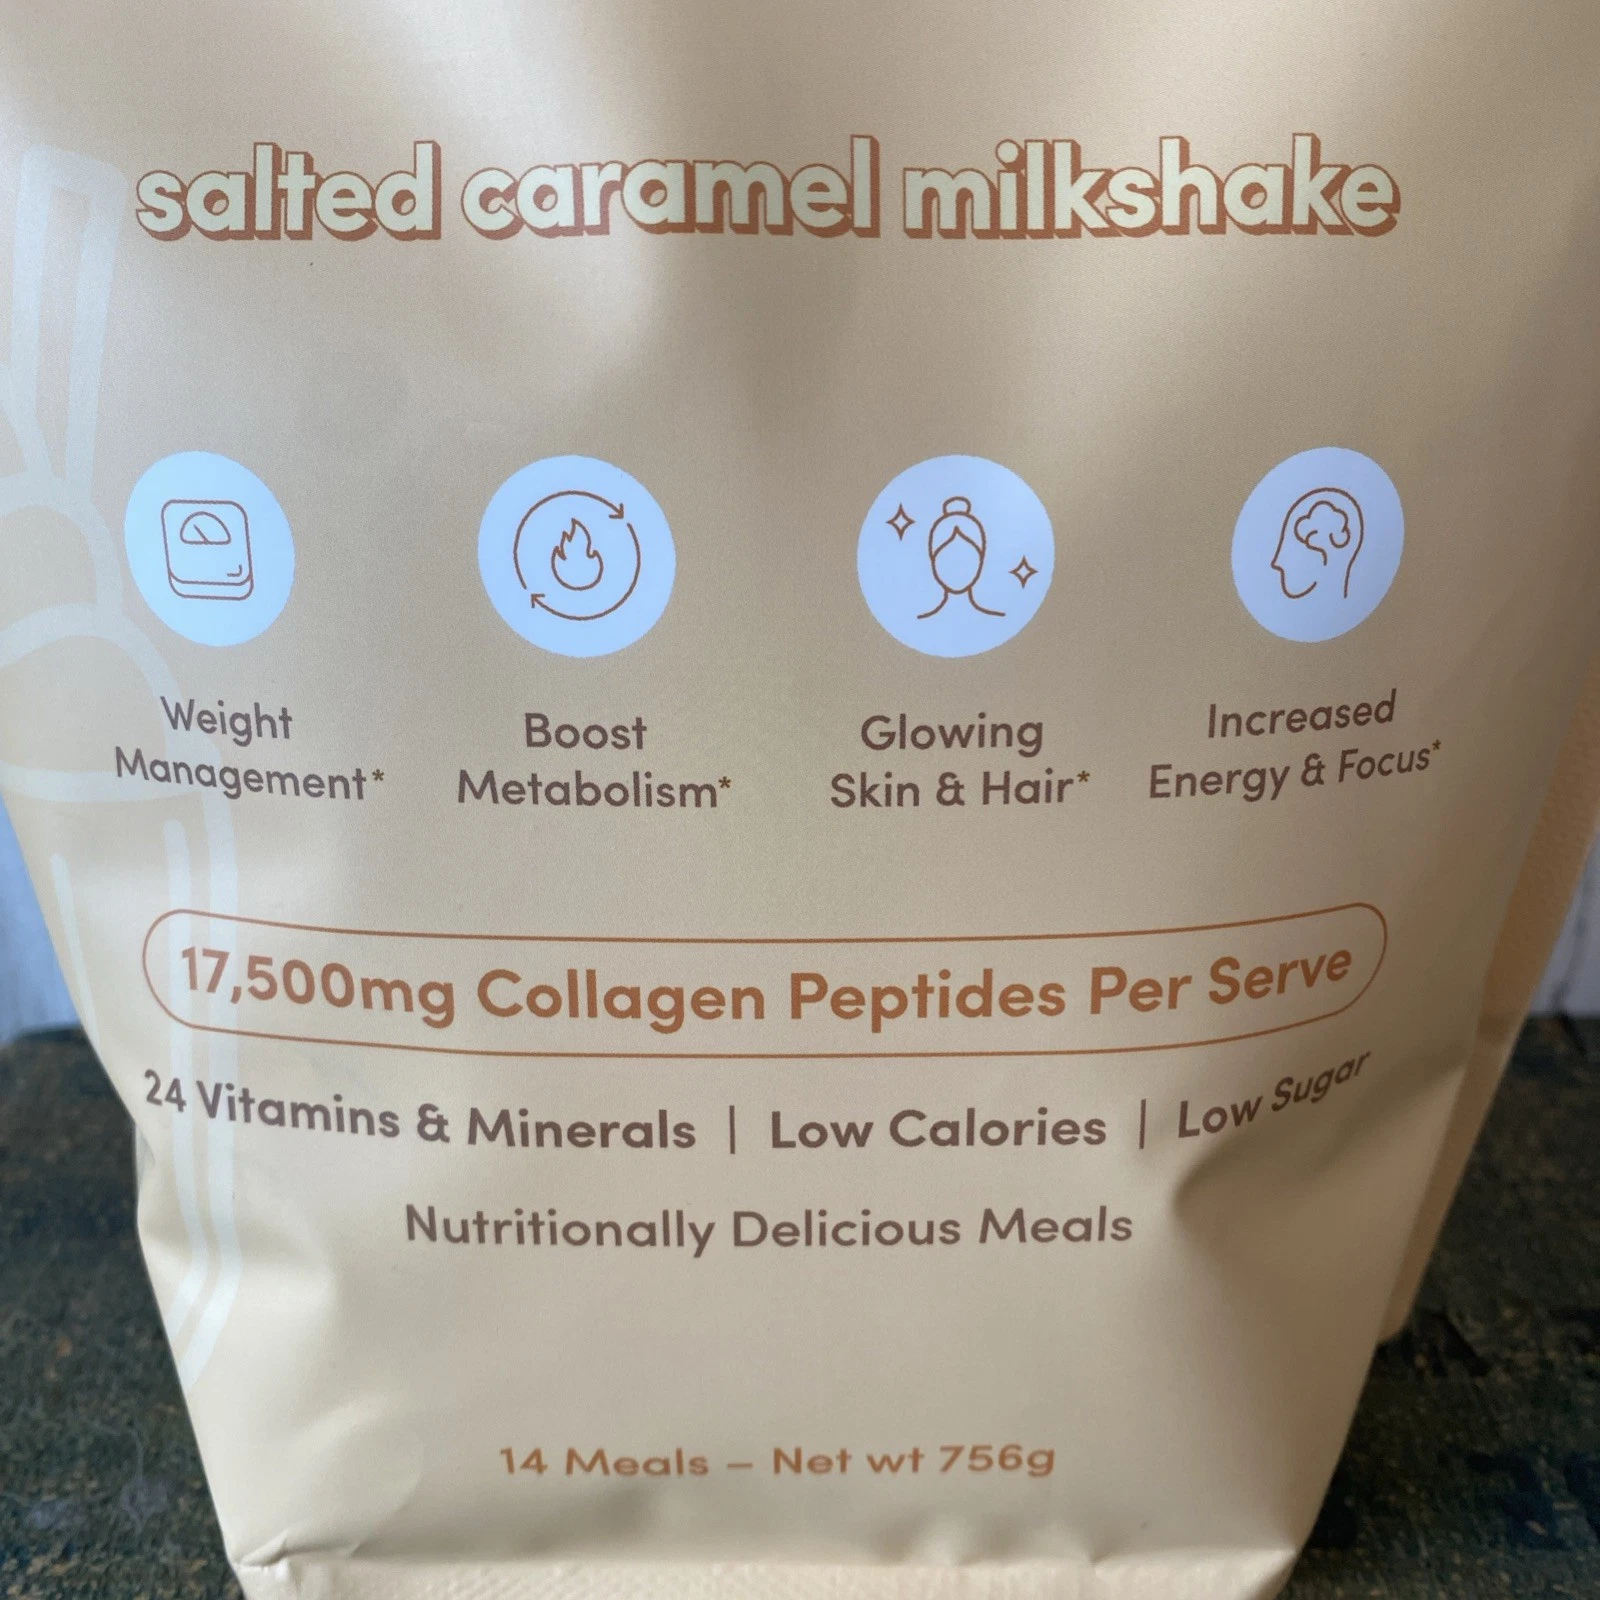 salted caramel milkshake
Weight
Management*
Boost
Metabolism*
Glowing
Skin & Hair*
Increased
Energy & Focus*
17,500mg Collagen Peptides Per Serve
24 Vitamins & Minerals | Low Calories | Low Sugar
Nutritionally Delicious Meals
14 Meals – Net wt 756g